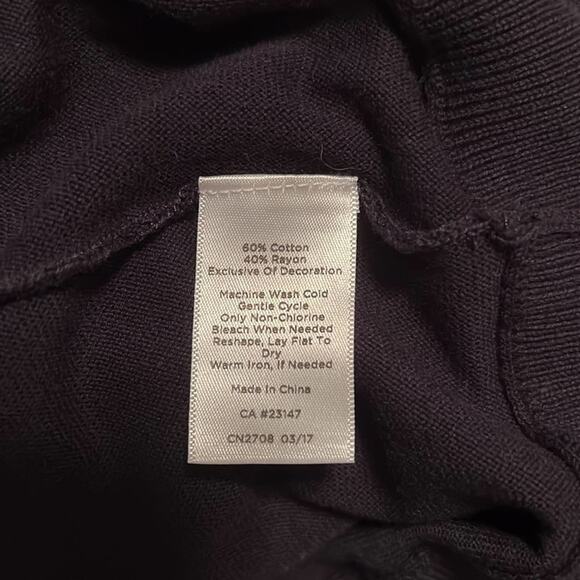 60% Cotton
40% Rayon
Exclusive Of Decoration
Machine Wash Cold
Gentle Cycle
Only Non-Chlorine
Bleach When Needed
Reshape, Lay Flat To
Dry
Warm Iron, If Needed
Made In China
CA #23147
CN2708 03/17